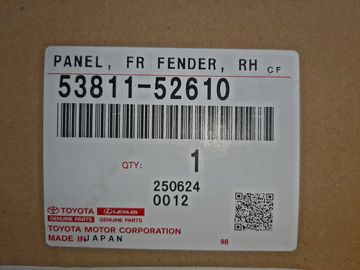 PANEL, FR FENDER, RH CF
53811-52610
QTY: 1
250624
0012
TOYOTA LEXUS
GENUINE PARTS GENUINE PARTS
TOYOTA MOTOR CORPORATION
MADE IN JAPAN 98